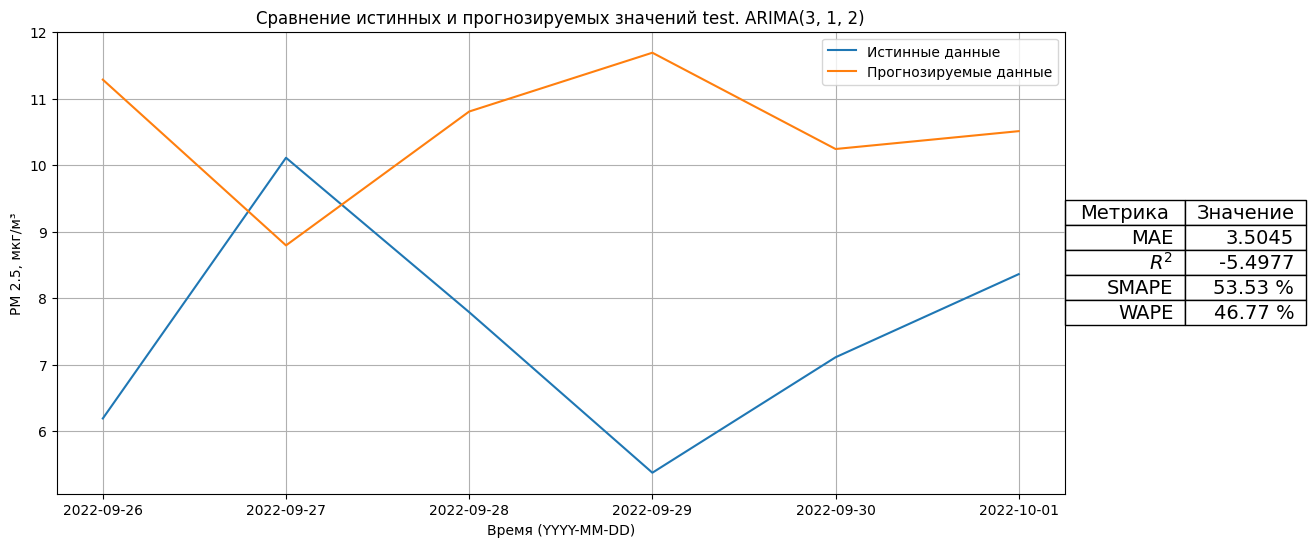 Сравнение истинных и прогнозируемых значений test. ARIMA(3, 1, 2)
Истинные данные
Прогнозируемые данные
12
11
10
9
8
7
6
PM 2.5, мкг/м³
2022-09-26 2022-09-27 2022-09-28 2022-09-29 2022-09-30 2022-10-01
Время (YYYY-MM-DD)
Метрика Значение
MAE 3.5045
R² -5.4977
SMAPE 53.53 %
WAPE 46.77 %